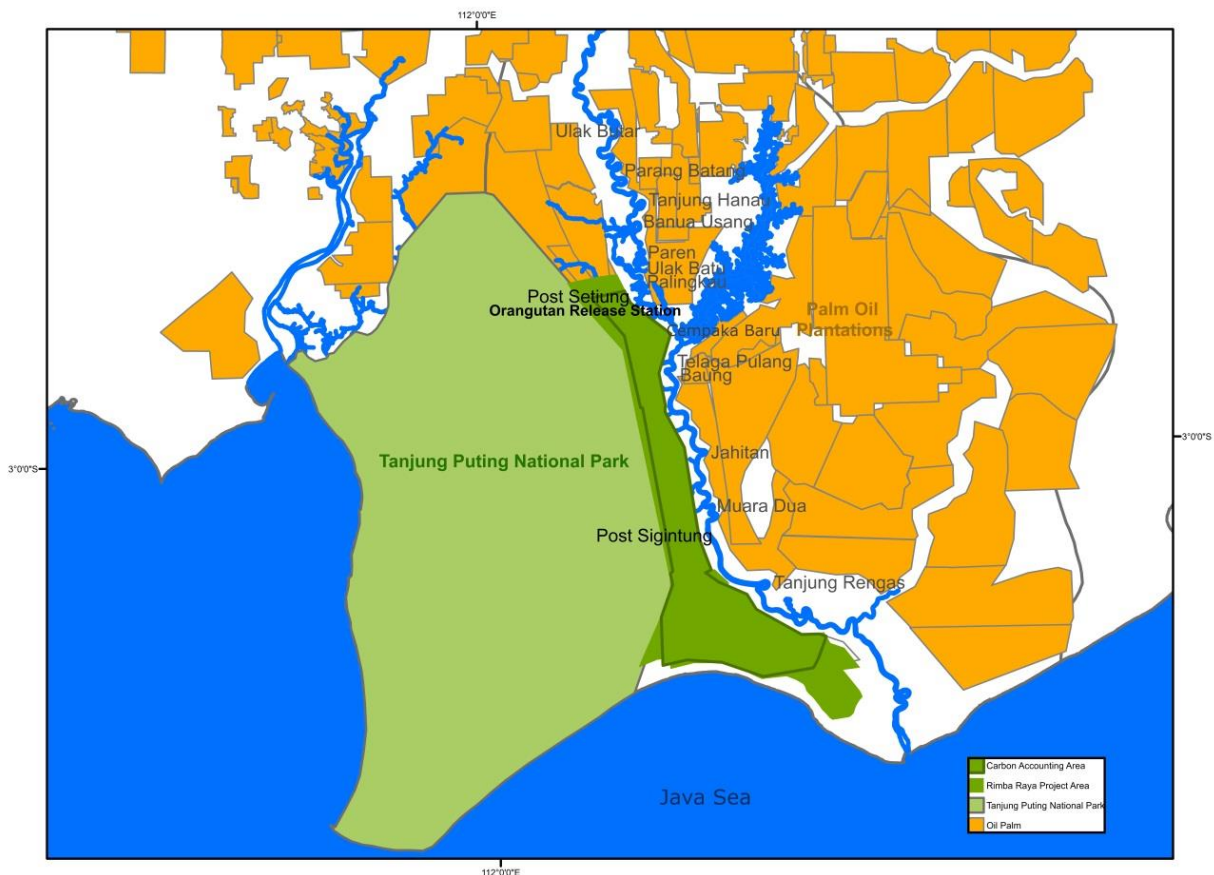 112°0'0"E
Ulak Butar
Parang Batang
Tanjung Hanau
Banua Usang
Paren
Ulak Batu
Palingkau
Post Setiung
Orangutan Release Station
Palm Oil
Plantations
Cempaka Baru
Telaga Pulang
Baung
3°0'0"S
Jahitan
Tanjung Puting National Park
3°0'0"S
Muara Dua
Post Sigintung
Tanjung Rengas
Java Sea
Carbon Accounting Area
Rimba Raya Project Area
Tanjung Puting National Park
Oil Palm
112°0'0"E